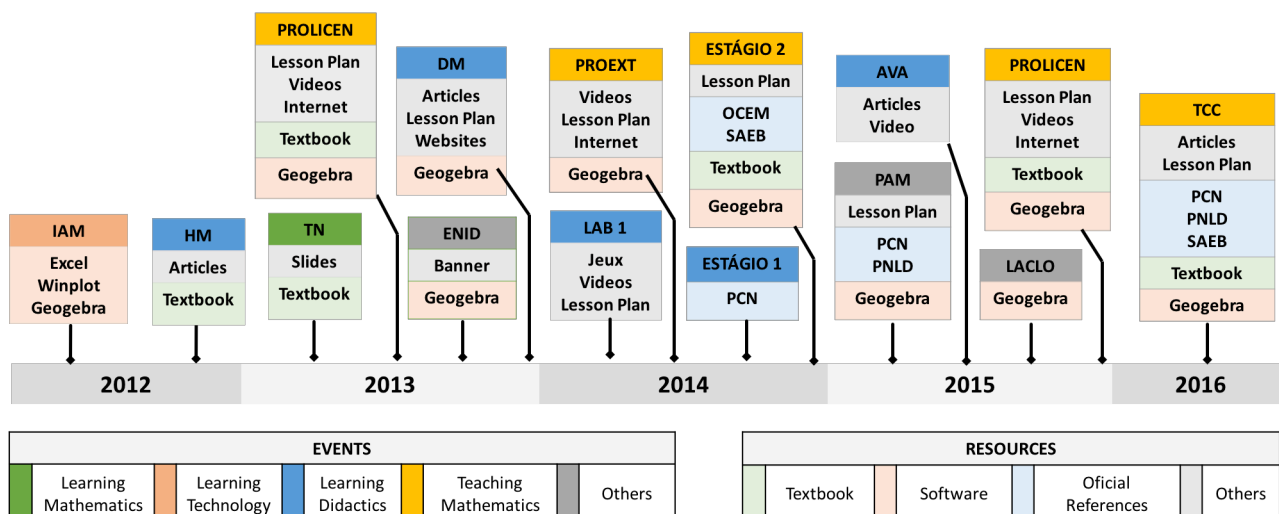 IAM
Excel
Winplot
Geogebra
HM
Articles
Textbook
PROLICEN
Lesson Plan
Videos
Internet
Textbook
Geogebra
TN
Slides
Textbook
DM
Articles
Lesson Plan
Websites
Geogebra
ENID
Banner
Geogebra
PROEXT
Videos
Lesson Plan
Internet
Geogebra
LAB 1
Jeux
Videos
Lesson Plan
ESTÁGIO 2
Lesson Plan
OCEM
SAEB
Textbook
Geogebra
ESTÁGIO 1
PCN
AVA
Articles
Video
PAM
Lesson Plan
PCN
PNLD
Geogebra
PROLICEN
Lesson Plan
Videos
Internet
Textbook
Geogebra
LACLO
Geogebra
TCC
Articles
Lesson Plan
PCN
PNLD
SAEB
Textbook
Geogebra
2012
2013
2014
2015
2016
EVENTS
Learning
Mathematics
Learning
Technology
Learning
Didactics
Teaching
Mathematics
Others
RESOURCES
Textbook
Software
Oficial
References
Others